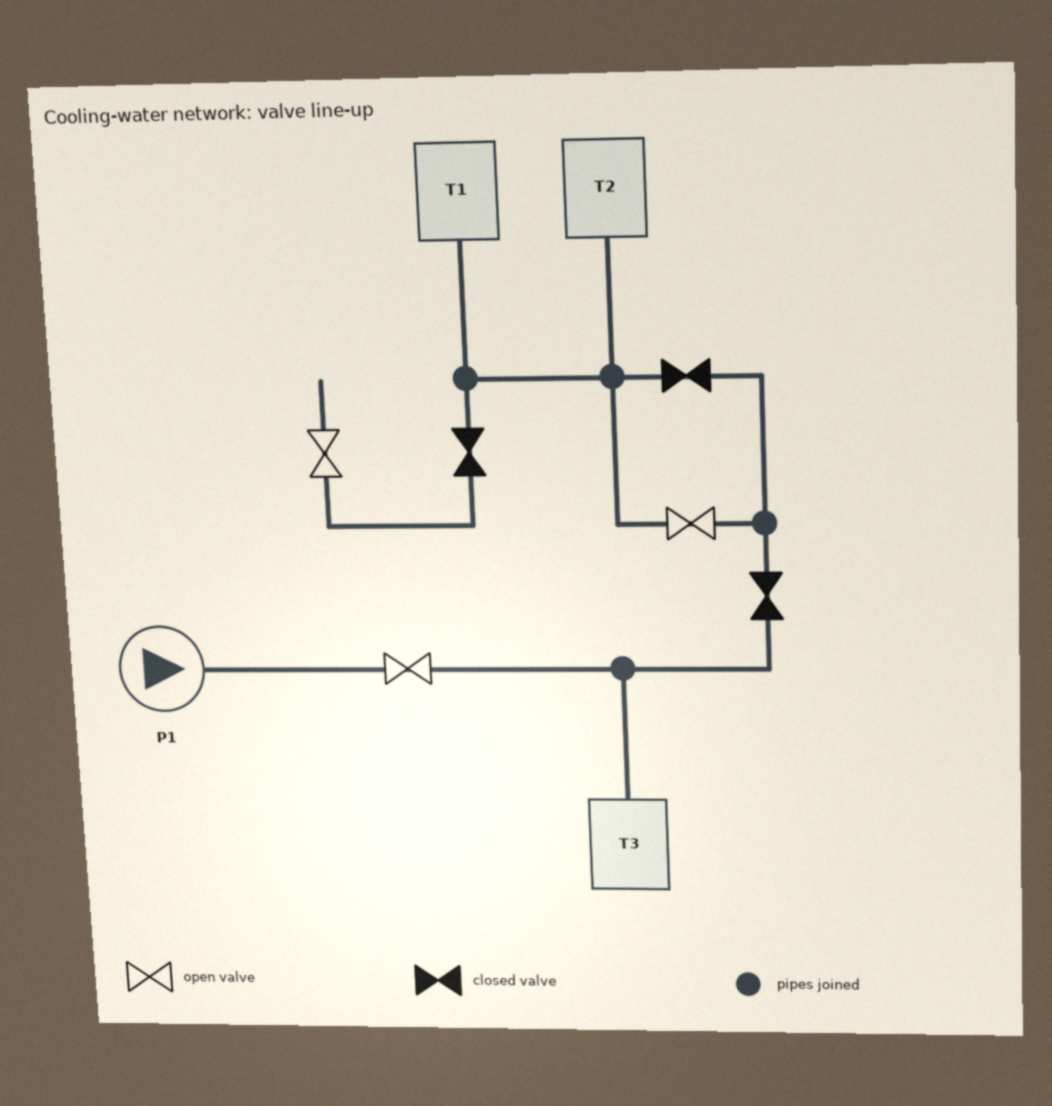 Cooling-water network: valve line-up
T1
T2
P1
T3
open valve
closed valve
pipes joined